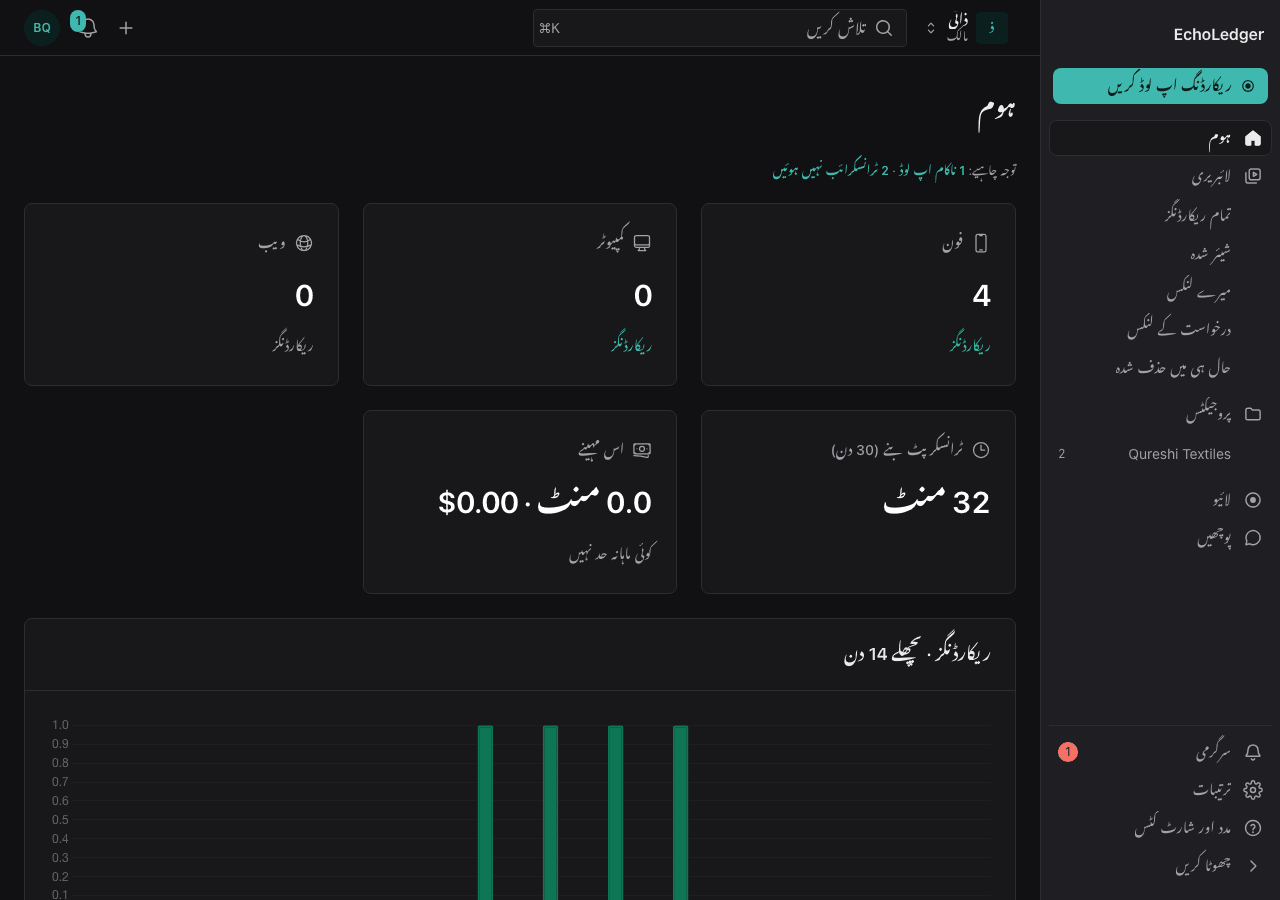 EchoLedger
ریکارڈنگ اپ لوڈ کریں
ہوم
لائبریری
تمام ریکارڈنگز
شیئر شدہ
میرے لنکس
درخواست کے لنکس
حال ہی میں حذف شدہ
پروجیکٹس
Qureshi Textiles 2
لائیو
پوچھیں
سرگرمی 1
ترتیبات
مدد اور شارٹ کٹس
چھوٹا کریں
ذ
ذاتی
مالک
تلاش کریں ⌘K
1
BQ
ہوم
توجہ چاہیے: 1 ناکام اپ لوڈ · 2 ٹرانسکرائب نہیں ہوئیں
فون
4
ریکارڈنگز
کمپیوٹر
0
ریکارڈنگز
ویب
0
ریکارڈنگز
ٹرانسکرپٹ بنے (30 دن)
32 منٹ
اس مہینے
0.0 منٹ · $0.00
کوئی ماہانہ حد نہیں
ریکارڈنگز · پچھلے 14 دن
1.0
0.9
0.8
0.7
0.6
0.5
0.4
0.3
0.2
0.1